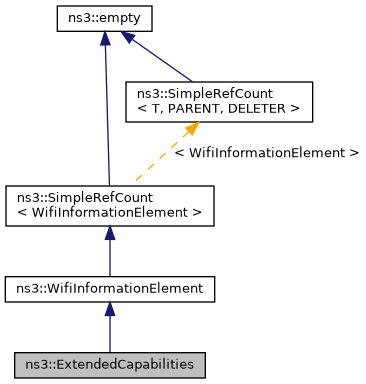 ns3::empty
ns3::SimpleRefCount
< T, PARENT, DELETER >
< WifiInformationElement >
ns3::SimpleRefCount
< WifiInformationElement >
ns3::WifiInformationElement
ns3::ExtendedCapabilities